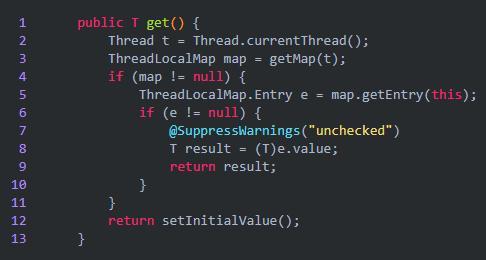 1 public T get() {
2 Thread t = Thread.currentThread();
3 ThreadLocalMap map = getMap(t);
4 if (map != null) {
5 ThreadLocalMap.Entry e = map.getEntry(this);
6 if (e != null) {
7 @SuppressWarnings("unchecked")
8 T result = (T)e.value;
9 return result;
10 }
11 }
12 return setInitialValue();
13 }